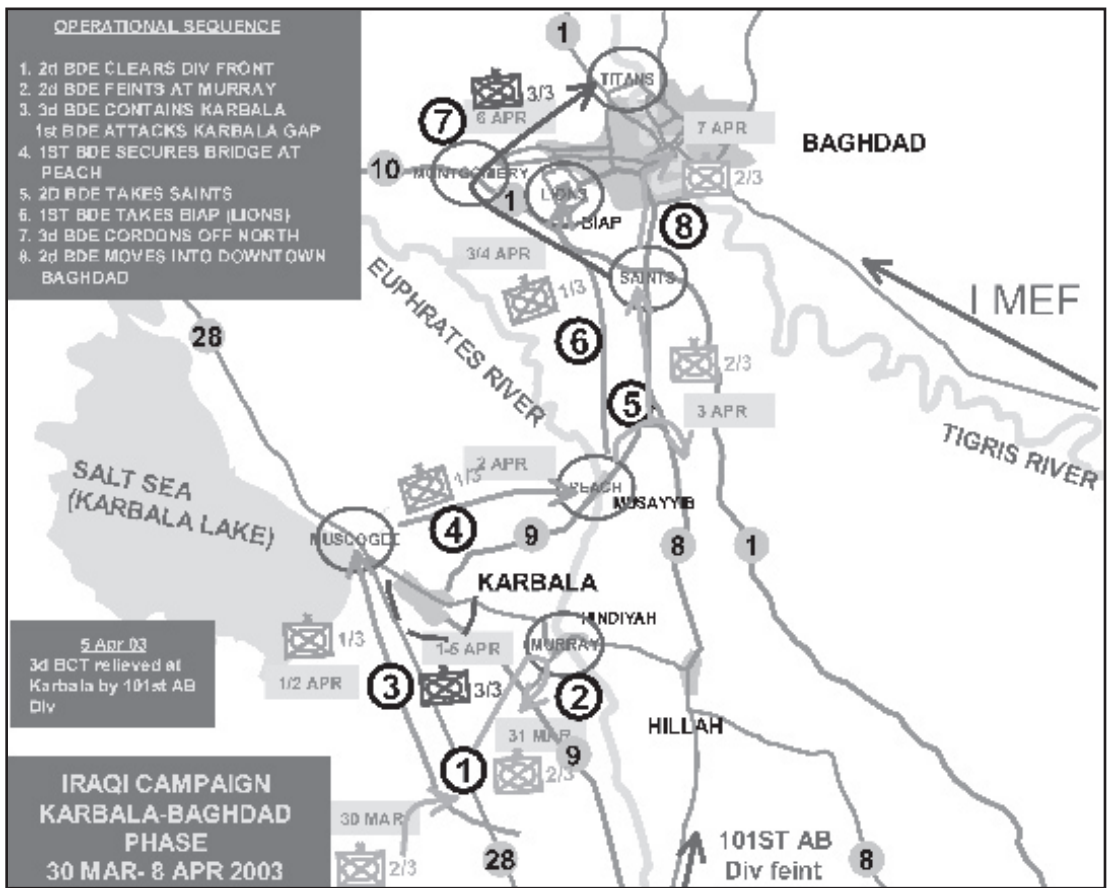 OPERATIONAL SEQUENCE
1. 2d BDE CLEARS DIV FRONT
2. 2d BDE FEINTS AT MURRAY
3. 3d BDE CONTAINS KARBALA
1st BDE ATTACKS KARBALA GAP
4. 1ST BDE SECURES BRIDGE AT
PEACH
5. 2D BDE TAKES SAINTS
6. 1ST BDE TAKES BIAP (LIONS)
7. 3d BDE CORDONS OFF NORTH
8. 2d BDE MOVES INTO DOWNTOWN
BAGHDAD
1
TITANS
3/3
6 APR
7
7 APR
BAGHDAD
10
MONTGOMERY
1
LIONS
2/3
BIAP
8
3/4 APR
1/3
SAINTS
I MEF
EUPHRATES RIVER
28
6
2/3
5
3 APR
TIGRIS RIVER
SALT SEA
(KARBALA LAKE)
1/3
2 APR
PEACH
MUSAYYIB
4
MUSCOGEE
9
8
1
KARBALA
HINDIYAH
MURRAY
5 Apr 03
3d BCT relieved at
Karbala by 101st AB
Div
1/3
1/2 APR
3
1-5 APR
3/3
2
HILLAH
31 MAR
9
1
2/3
IRAQI CAMPAIGN
KARBALA-BAGHDAD
PHASE
30 MAR- 8 APR 2003
30 MAR
2/3
28
101ST AB
Div feint
8